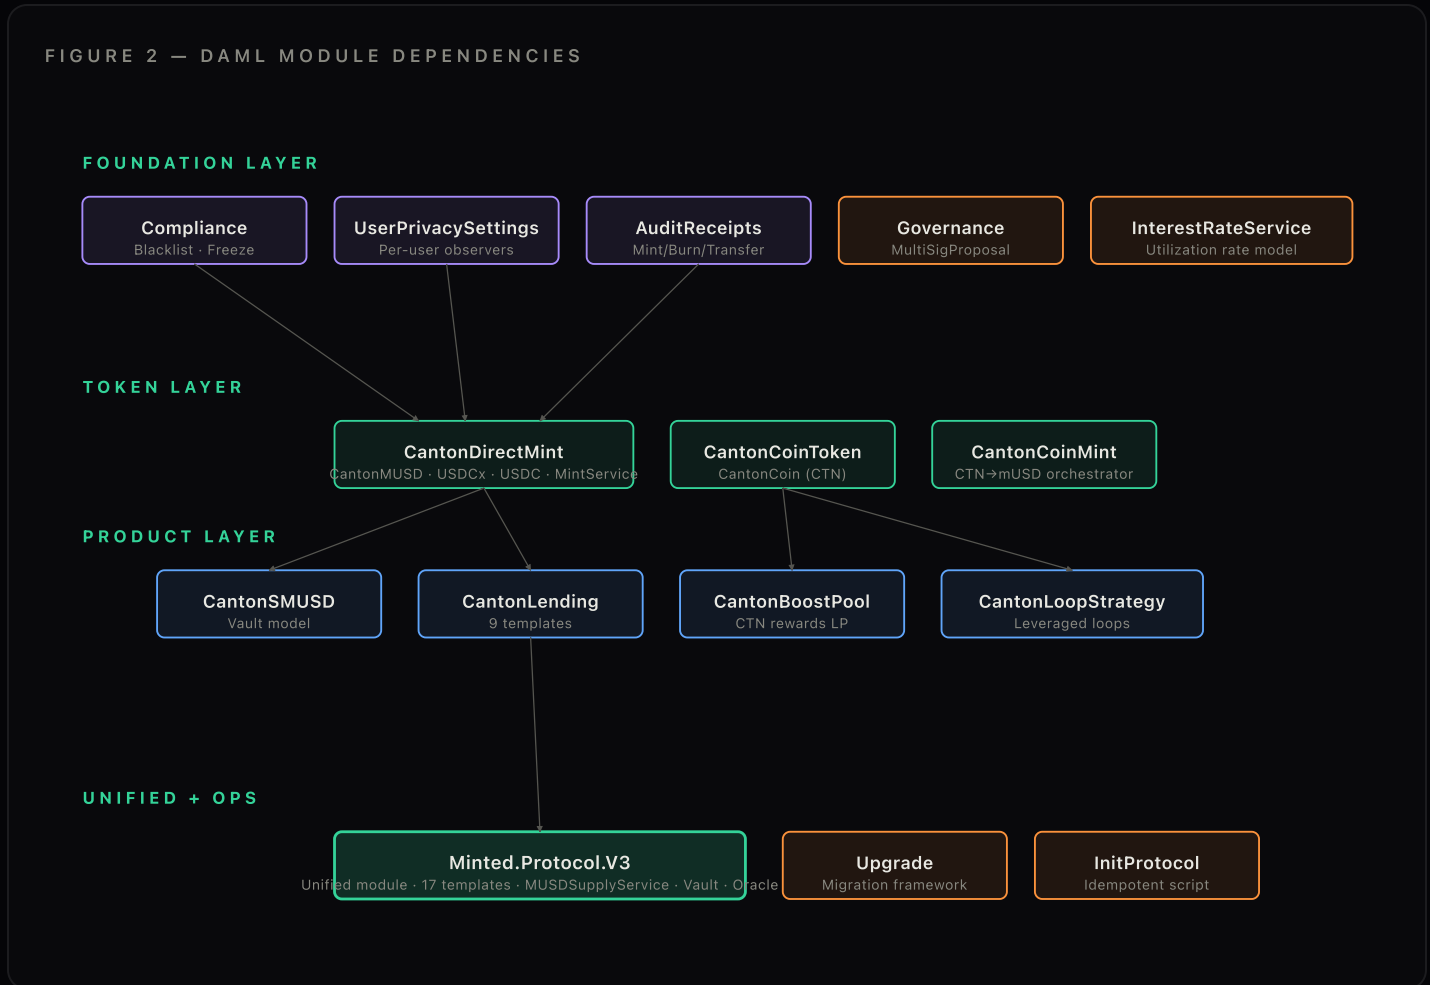 FIGURE 2 — DAML MODULE DEPENDENCIES
FOUNDATION LAYER
Compliance
Blacklist · Freeze
UserPrivacySettings
Per-user observers
AuditReceipts
Mint/Burn/Transfer
Governance
MultiSigProposal
InterestRateService
Utilization rate model
TOKEN LAYER
CantonDirectMint
CantonMUSD · USDCx · USDC · MintService
CantonCoinToken
CantonCoin (CTN)
CantonCoinMint
CTN→mUSD orchestrator
PRODUCT LAYER
CantonSMUSD
Vault model
CantonLending
9 templates
CantonBoostPool
CTN rewards LP
CantonLoopStrategy
Leveraged loops
UNIFIED + OPS
Minted.Protocol.V3
Unified module · 17 templates · MUSDSupplyService · Vault · Oracle
Upgrade
Migration framework
InitProtocol
Idempotent script